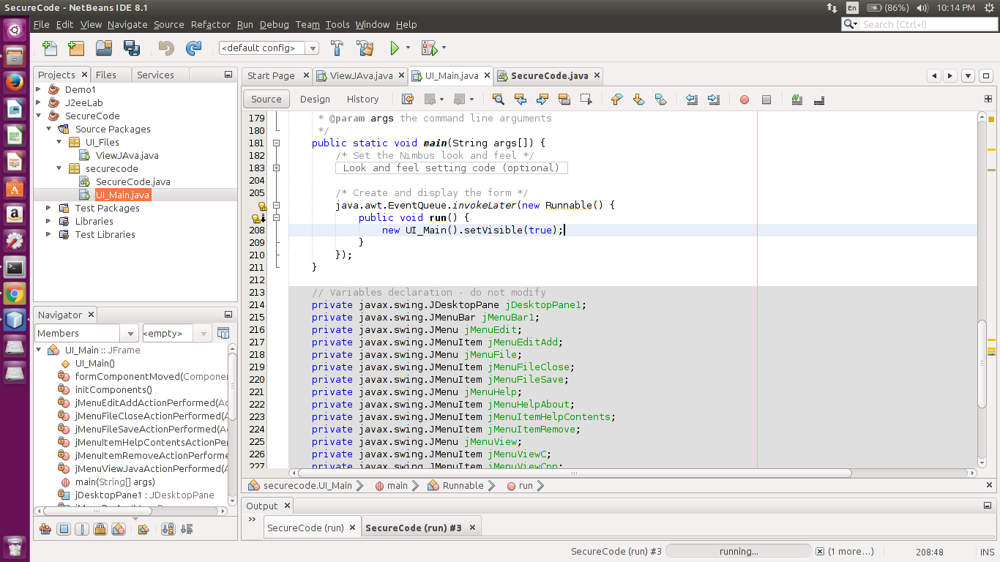 SecureCode - NetBeans IDE 8.1
En (86%) 10:14 PM
File Edit View Navigate Source Refactor Run Debug Team Tools Window Help
Search (Ctrl+I)
<default config>
Projects Files Services
Demo1
J2eeLab
SecureCode
Source Packages
UI_Files
ViewJAva.java
securecode
SecureCode.java
UI_Main.java
Test Packages
Libraries
Test Libraries
Navigator
Members <empty>
UI_Main :: JFrame
UI_Main()
formComponentMoved(Componen
initComponents()
jMenuEditAddActionPerformed(Ac
jMenuFileCloseActionPerformed(A
jMenuFileSaveActionPerformed(A
jMenuItemHelpContentsActionPer
jMenuItemRemoveActionPerforme
jMenuViewJavaActionPerformed(A
main(String[] args)
jDesktopPane1 : JDesktopPane
Start Page ViewJAva.java UI_Main.java SecureCode.java
Source Design History
179 * @param args the command line arguments
180 */
181 public static void main(String args[]) {
182 /* Set the Nimbus look and feel */
183 Look and feel setting code (optional)
204
205 /* Create and display the form */
java.awt.EventQueue.invokeLater(new Runnable() {
public void run() {
208 new UI_Main().setVisible(true);
209 }
210 });
211 }
212
213 // Variables declaration - do not modify
214 private javax.swing.JDesktopPane jDesktopPane1;
215 private javax.swing.JMenuBar jMenuBar1;
216 private javax.swing.JMenu jMenuEdit;
217 private javax.swing.JMenuItem jMenuEditAdd;
218 private javax.swing.JMenu jMenuFile;
219 private javax.swing.JMenuItem jMenuFileClose;
220 private javax.swing.JMenuItem jMenuFileSave;
221 private javax.swing.JMenu jMenuHelp;
222 private javax.swing.JMenuItem jMenuHelpAbout;
223 private javax.swing.JMenuItem jMenuItemHelpContents;
224 private javax.swing.JMenuItem jMenuItemRemove;
225 private javax.swing.JMenu jMenuView;
226 private javax.swing.JMenuItem jMenuViewC;
227 private javax.swing.JMenuItem jMenuViewCpp;
securecode.UI_Main main Runnable run
Output
SecureCode (run) SecureCode (run) #3
SecureCode (run) #3 running... (1 more...) 208:48 INS